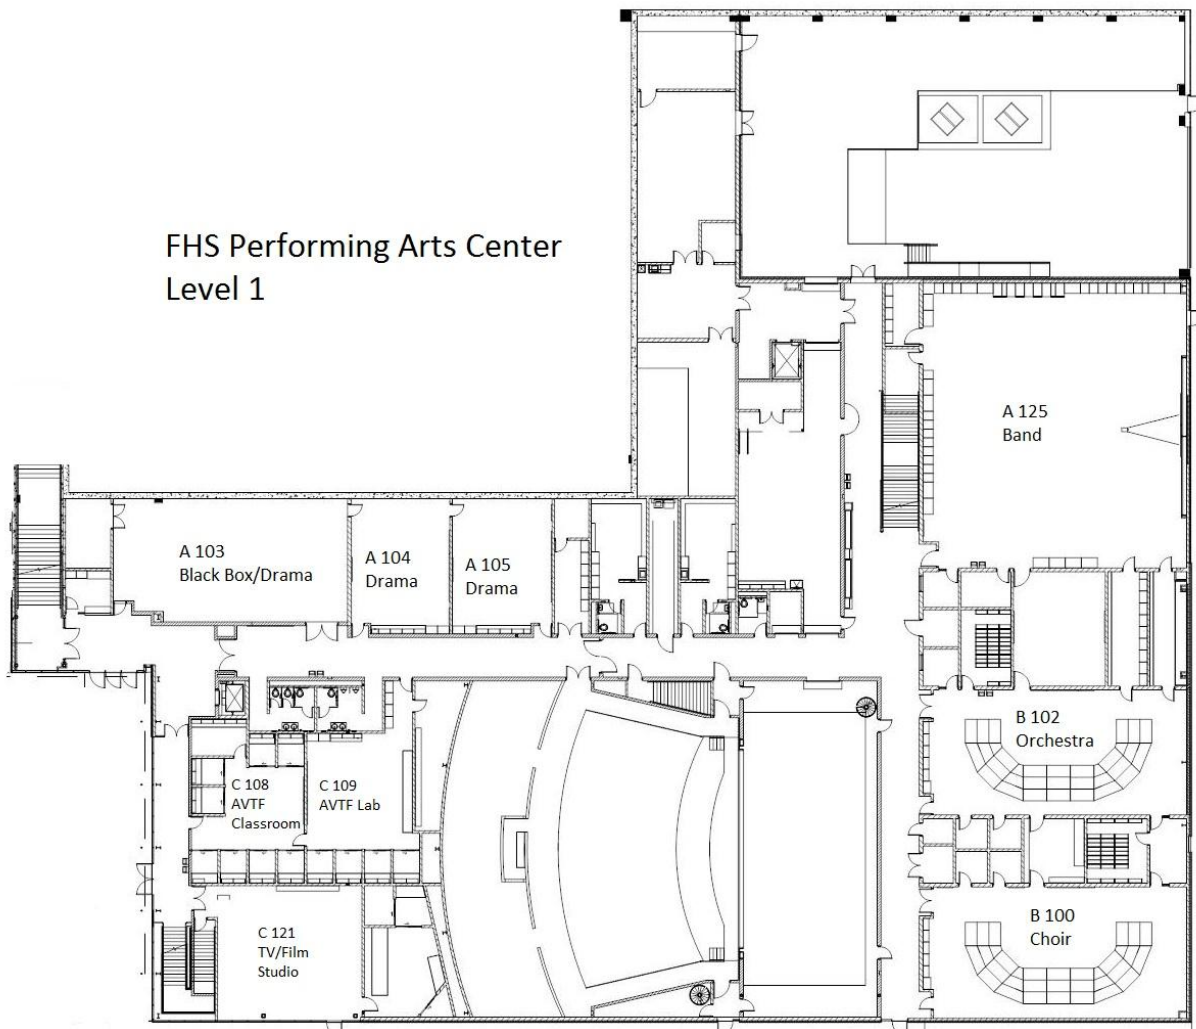 FHS Performing Arts Center
Level 1
A 125
Band
A 103
Black Box/Drama
A 104
Drama
A 105
Drama
B 102
Orchestra
C 108
AVTF
Classroom
C 109
AVTF Lab
B 100
Choir
C 121
TV/Film
Studio